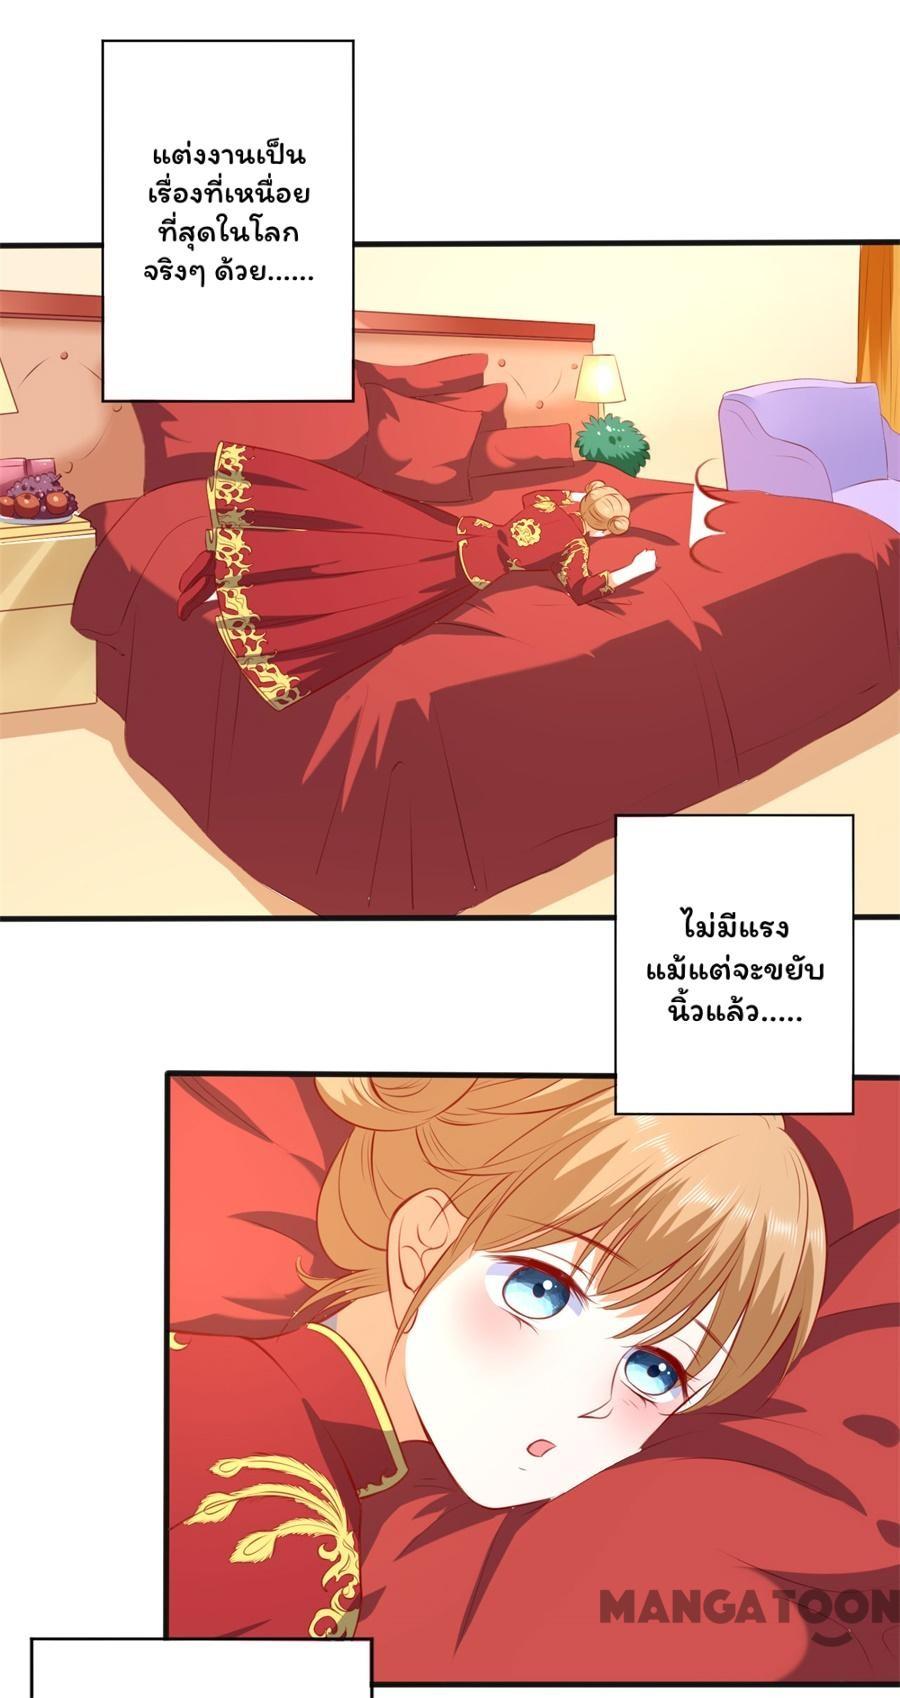 แต่งงานเป็น
เรื่องที่เหนื่อย
ที่สุดในโลก
จริงๆ ด้วย......
ไม่มีแรง
แม้แต่จะขยับ
นิ้วแล้ว.....
MANGATOON